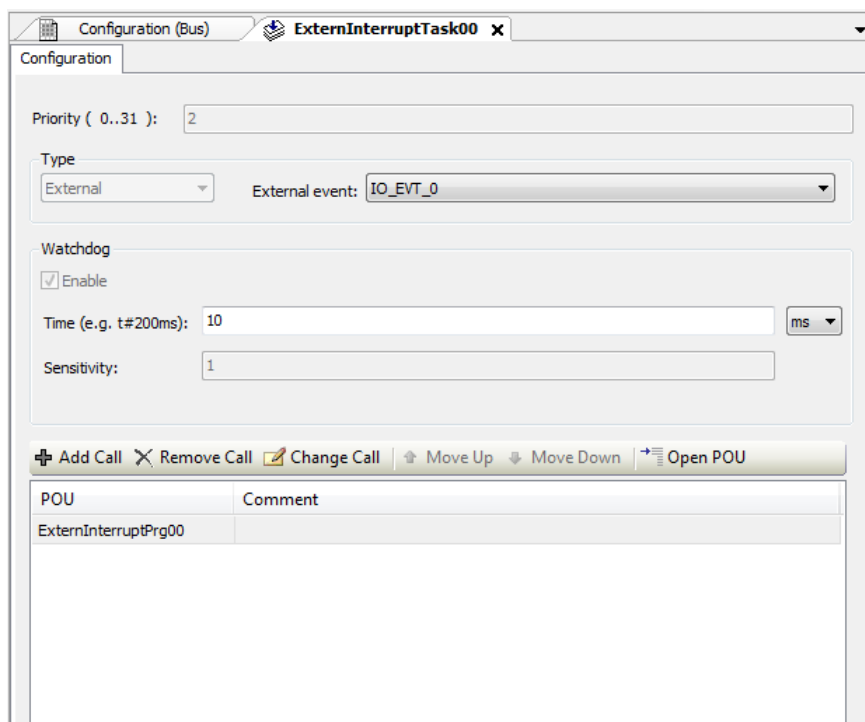 Configuration (Bus) ExternInterruptTask00
Configuration
Priority ( 0..31 ): 2
Type
External External event: IO_EVT_0
Watchdog
Enable
Time (e.g. t#200ms): 10 ms
Sensitivity: 1
Add Call Remove Call Change Call Move Up Move Down Open POU
POU Comment
ExternInterruptPrg00